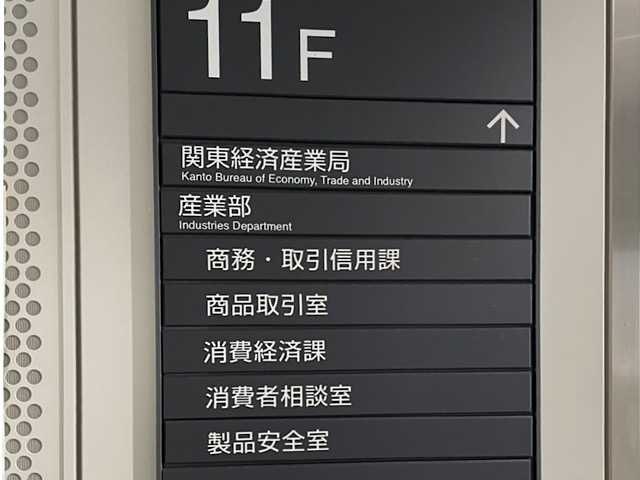 11F
↑
関東経済産業局
Kanto Bureau of Economy, Trade and Industry
産業部
Industries Department
商務・取引信用課
商品取引室
消費経済課
消費者相談室
製品安全室